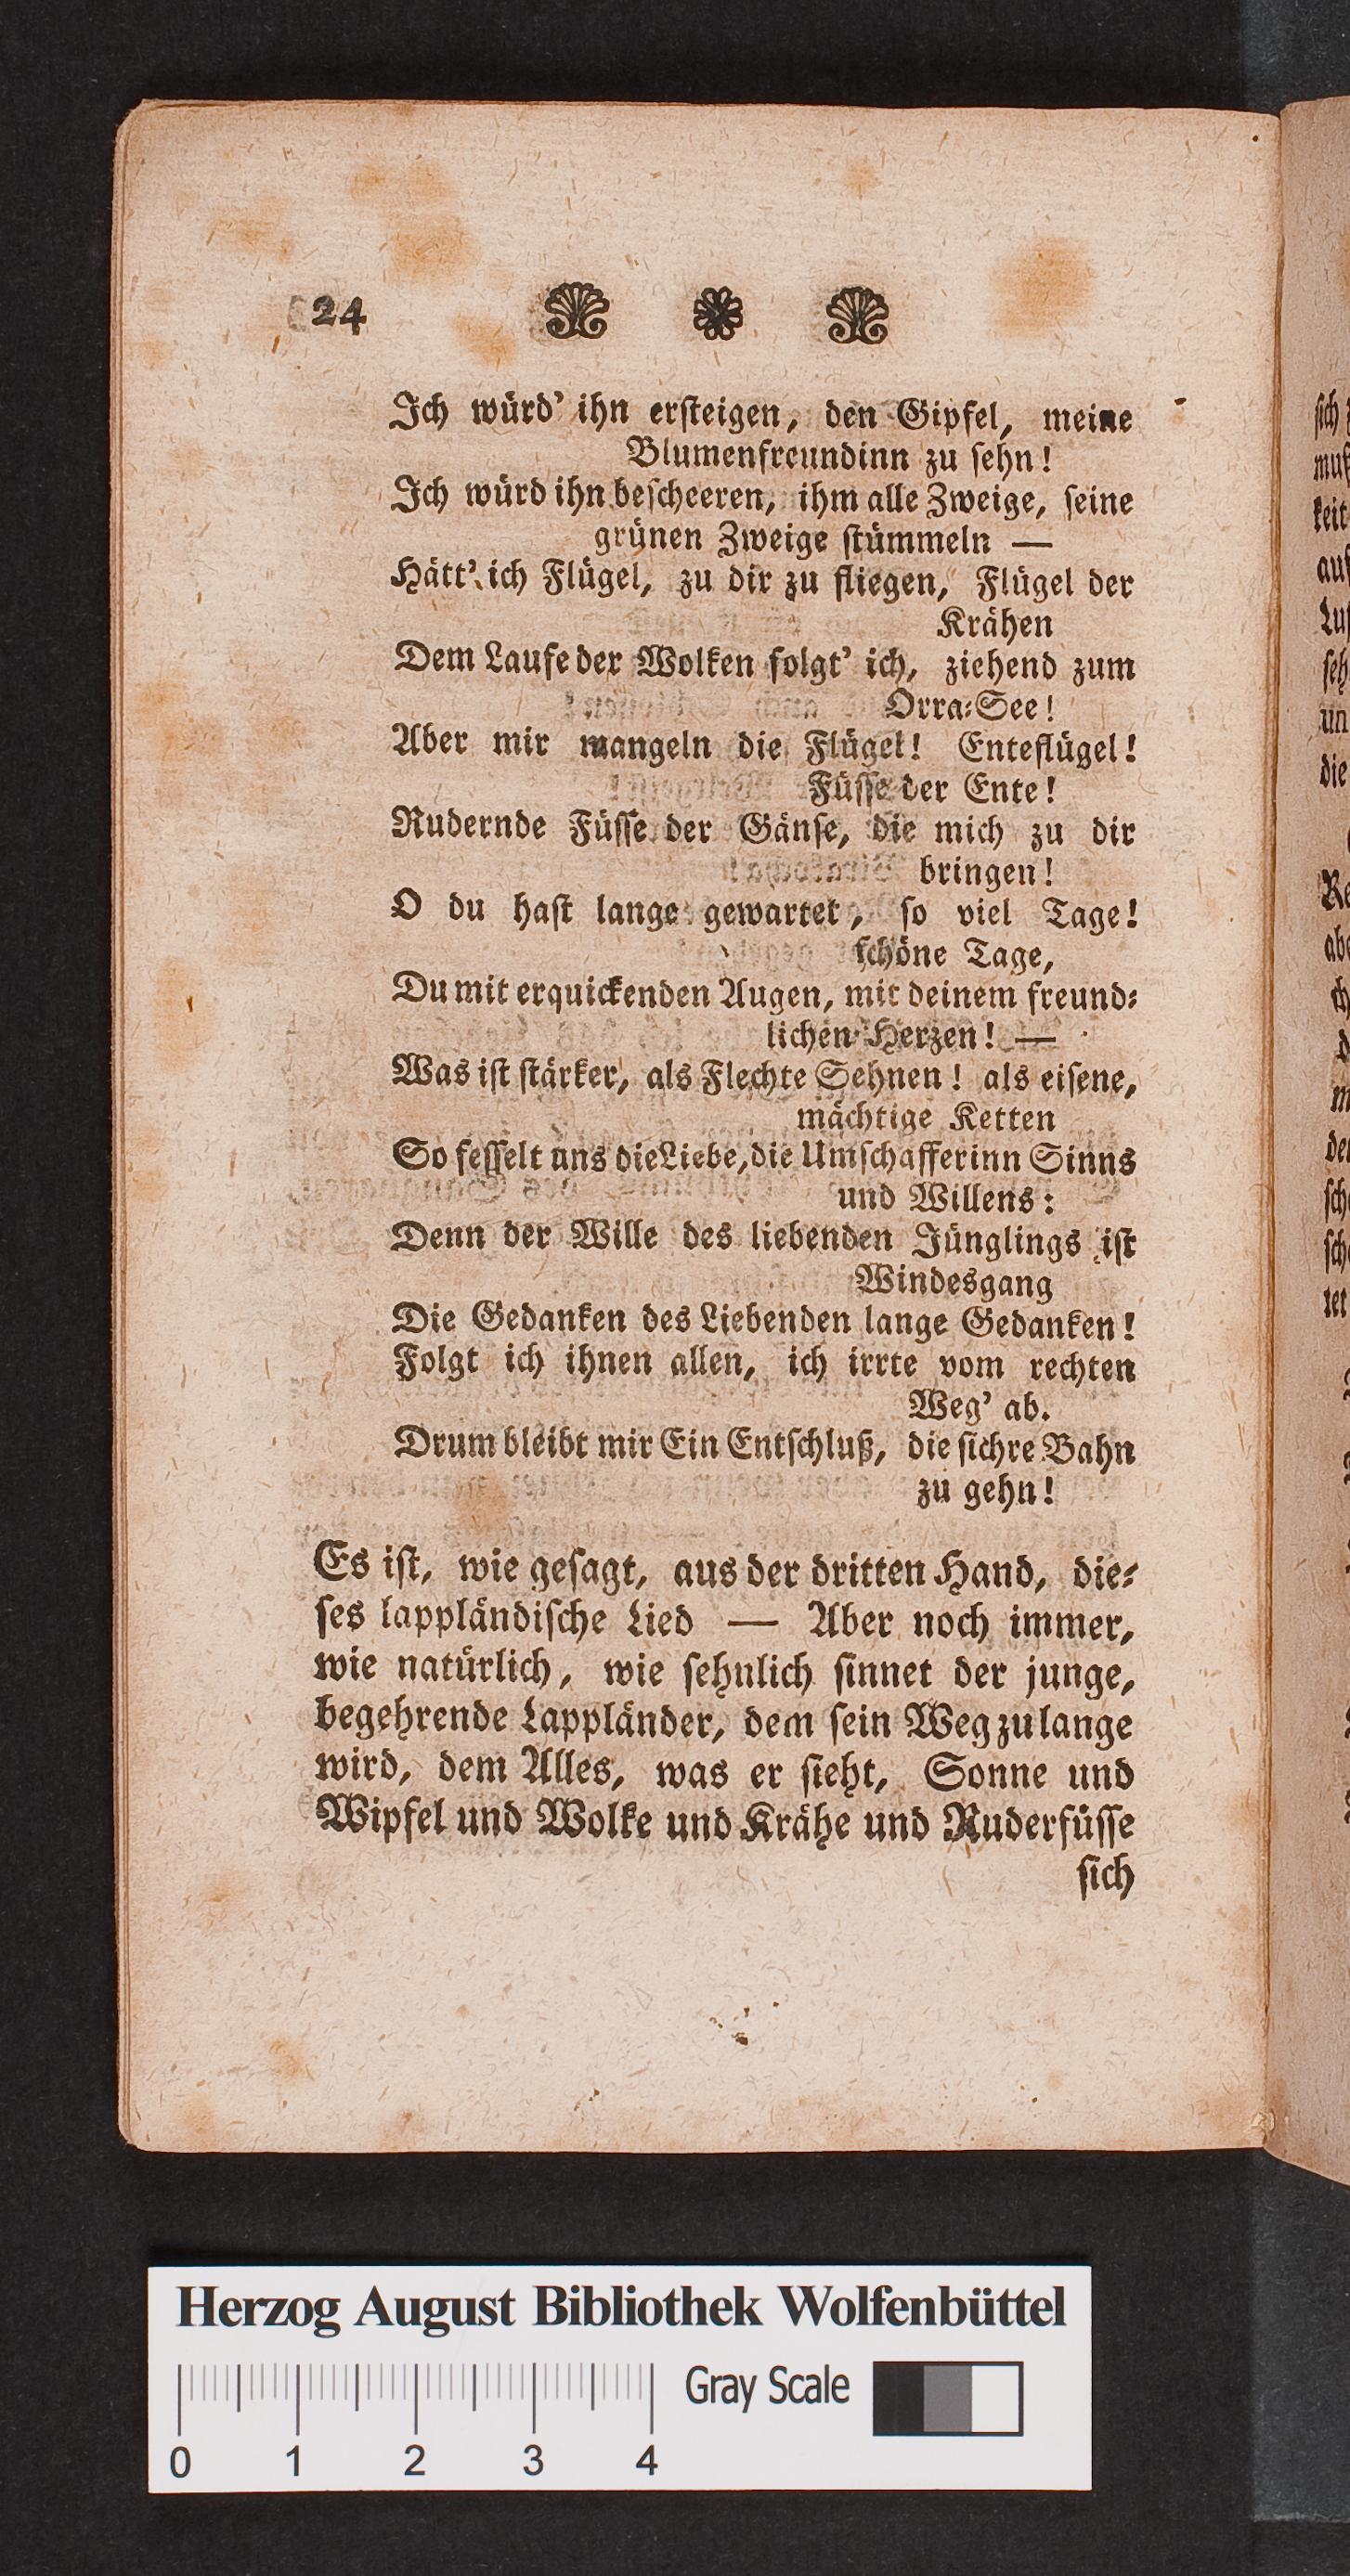 24
Ich würd' ihn ersteigen, den Gipfel, meine
Blumenfreundinn zu sehn!
Ich würd ihn bescheeren, ihm alle Zweige, seine
grünen Zweige stümmeln —
Hätt' ich Flügel, zu dir zu fliegen, Flügel der
Krähen
Dem Laufe der Wolken folgt' ich, ziehend zum
Orra-See!
Aber mir mangeln die Flügel! Enteflügel!
Füsse der Ente!
Rudernde Füsse der Gänse, die mich zu dir
bringen!
O du hast lange gewartet, so viel Tage!
schöne Tage,
Du mit erquickenden Augen, mit deinem freund-
lichen Herzen! —
Was ist stärker, als Flechte Sehnen! als eisene,
mächtige Ketten
So fesselt uns die Liebe, die Umschafferinn Sinns
und Willens:
Denn der Wille des liebenden Jünglings ist
Windesgang
Die Gedanken des Liebenden lange Gedanken!
Folgt ich ihnen allen, ich irrte vom rechten
Weg' ab.
Drum bleibt mir Ein Entschluß, die sichre Bahn
zu gehn!
Es ist, wie gesagt, aus der dritten Hand, die-
ses lappländische Lied — Aber noch immer,
wie natürlich, wie sehnlich sinnet der junge,
begehrende Lappländer, dem sein Weg zu lange
wird, dem Alles, was er sieht, Sonne und
Wipfel und Wolke und Krähe und Ruderfüsse
sich
Herzog August Bibliothek Wolfenbüttel
Gray Scale
0 1 2 3 4